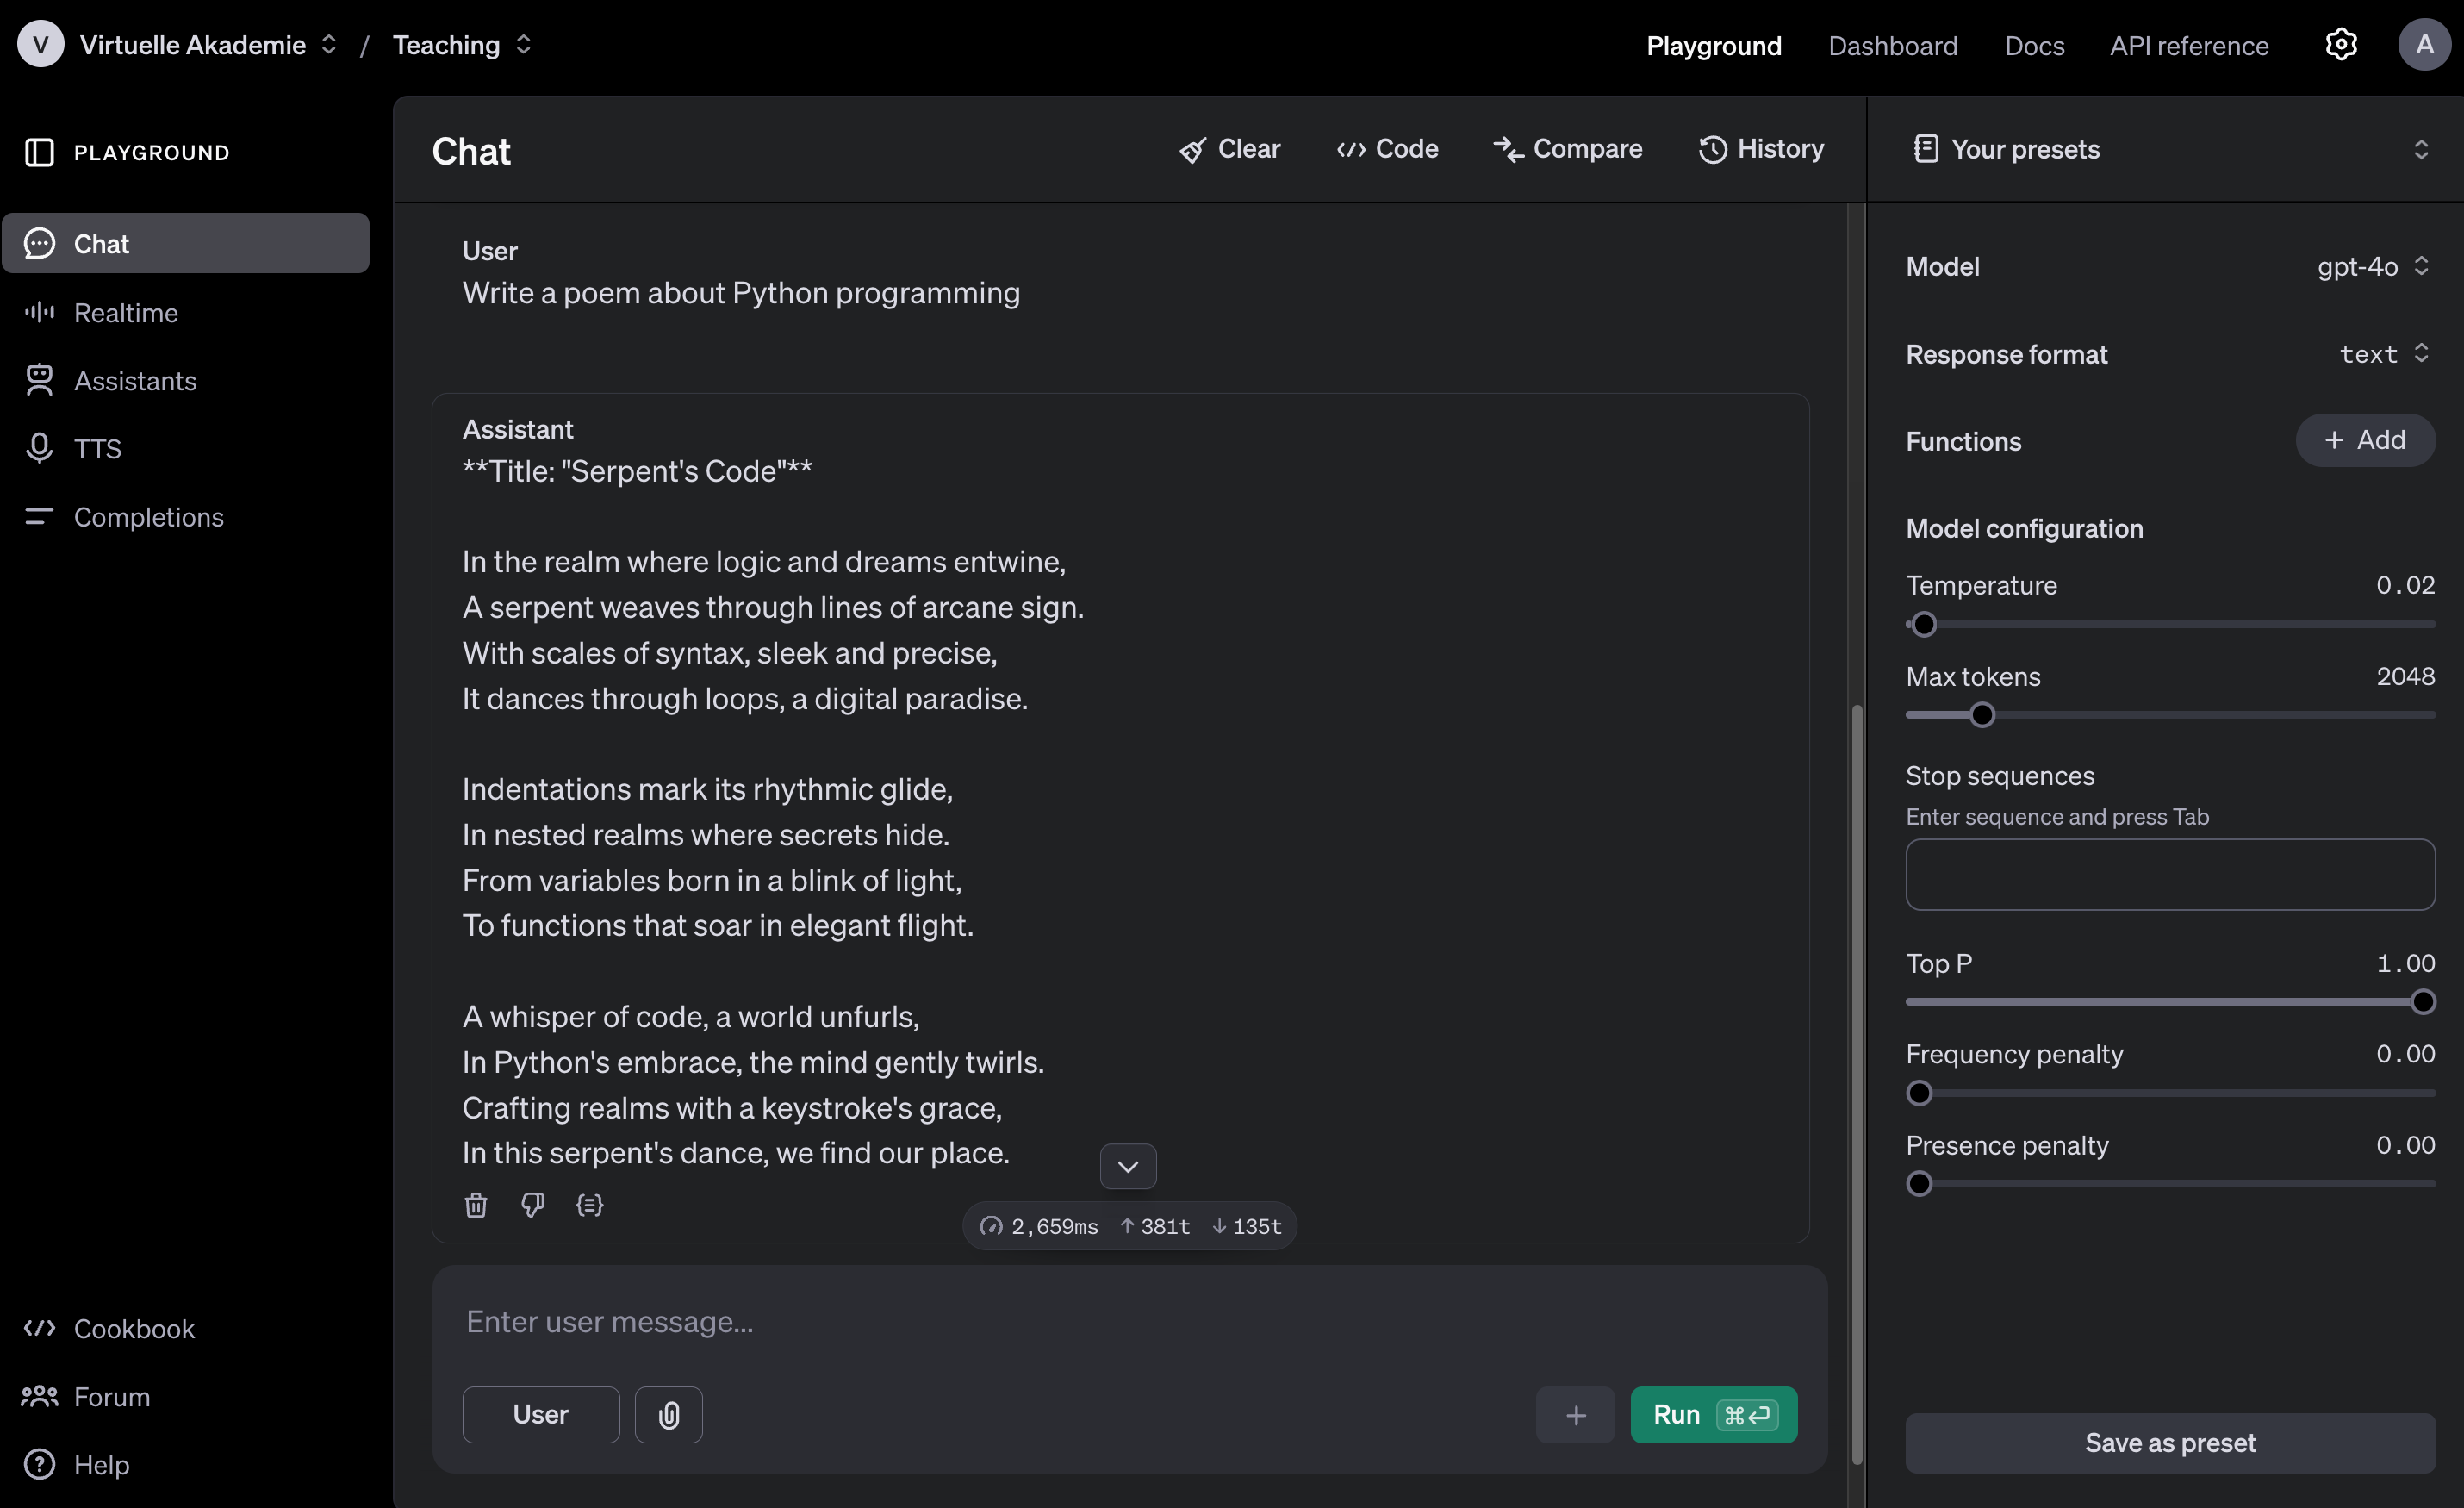 V Virtuelle Akademie / Teaching
Playground Dashboard Docs API reference A
PLAYGROUND
Chat
Realtime
Assistants
TTS
Completions
Cookbook
Forum
Help
Chat
Clear Code Compare History
User
Write a poem about Python programming
Assistant
**Title: "Serpent's Code"**
In the realm where logic and dreams entwine,
A serpent weaves through lines of arcane sign.
With scales of syntax, sleek and precise,
It dances through loops, a digital paradise.
Indentations mark its rhythmic glide,
In nested realms where secrets hide.
From variables born in a blink of light,
To functions that soar in elegant flight.
A whisper of code, a world unfurls,
In Python's embrace, the mind gently twirls.
Crafting realms with a keystroke's grace,
In this serpent's dance, we find our place.
2,659ms ↑381t ↓135t
Enter user message...
User
+ Run ⌘↵
Your presets
Model gpt-4o
Response format text
Functions + Add
Model configuration
Temperature 0.02
Max tokens 2048
Stop sequences
Enter sequence and press Tab
Top P 1.00
Frequency penalty 0.00
Presence penalty 0.00
Save as preset